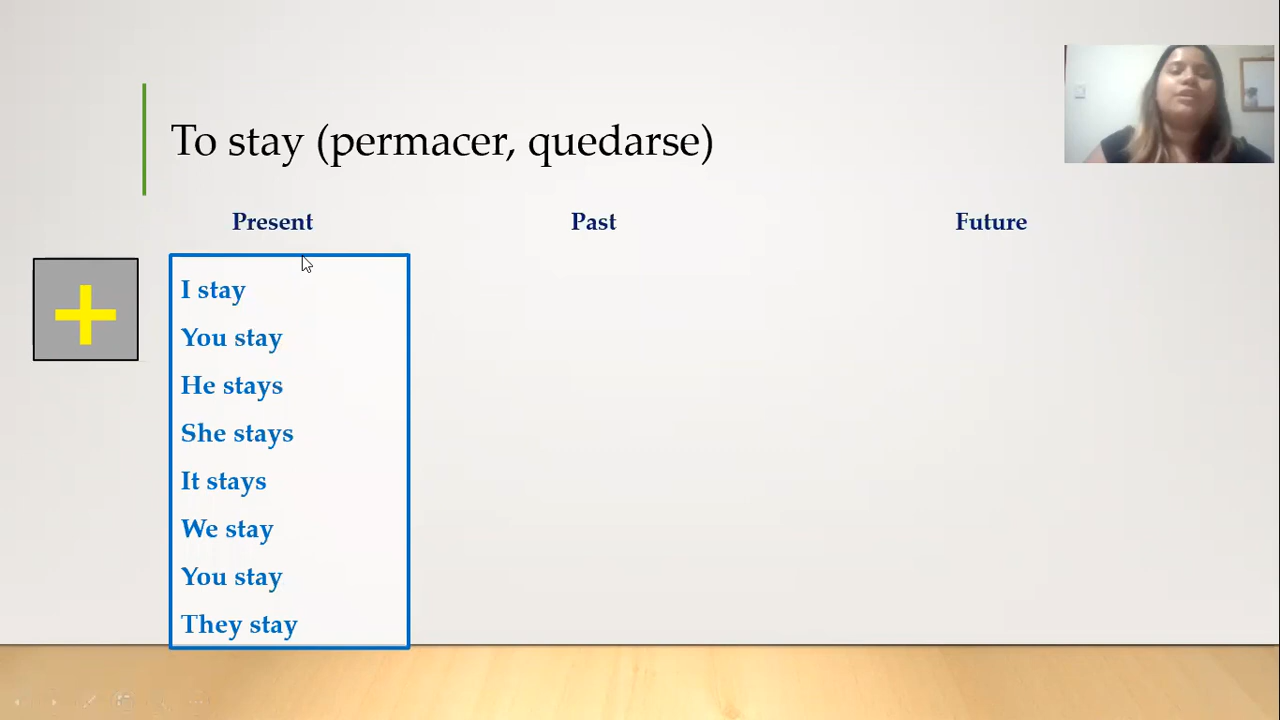 To stay (permacer, quedarse)
Present Past Future
I stay
You stay
He stays
She stays
It stays
We stay
You stay
They stay